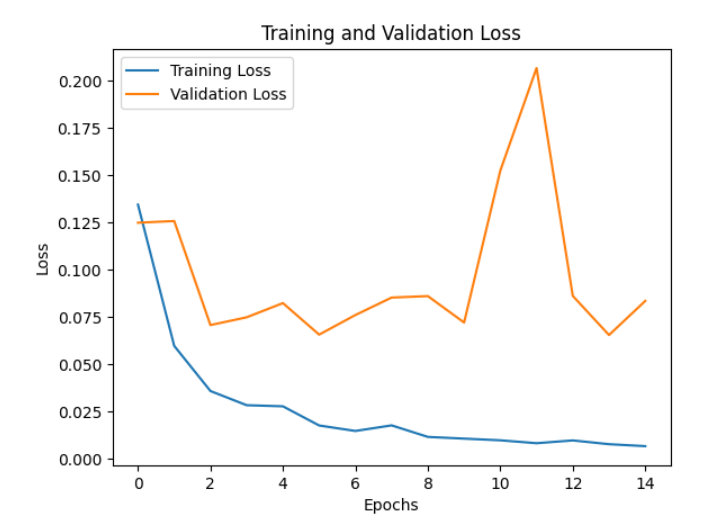 Training and Validation Loss
Training Loss
Validation Loss
0.200
0.175
0.150
0.125
0.100
0.075
0.050
0.025
0.000
Loss
0 2 4 6 8 10 12 14
Epochs